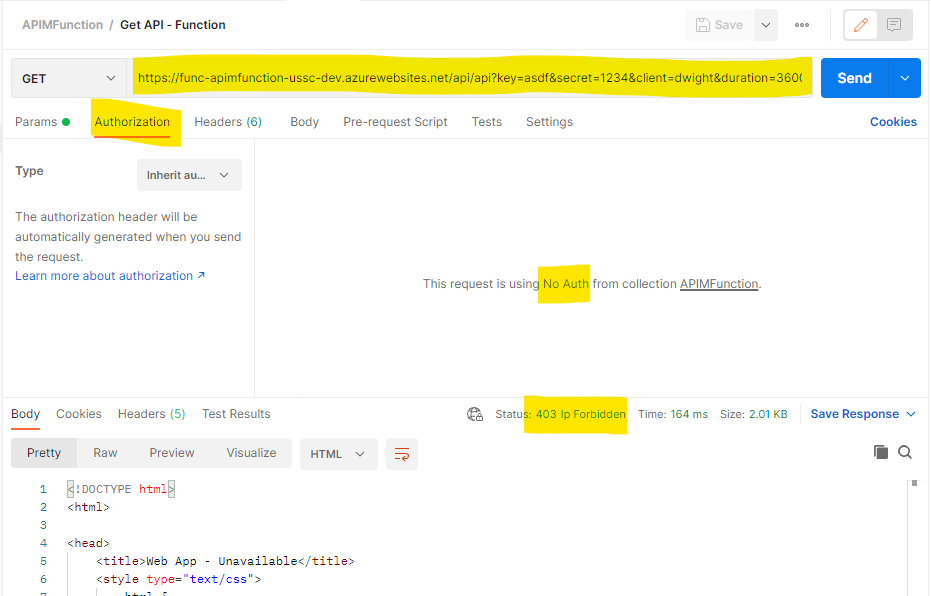 APIMFunction / Get API - Function
Save
GET
https://func-apimfunction-ussc-dev.azurewebsites.net/api/api?key=asdf&secret=1234&client=dwight&duration=3600
Send
Params
Authorization
Headers (6)
Body
Pre-request Script
Tests
Settings
Cookies
Type
Inherit au...
The authorization header will be
automatically generated when you send
the request.
Learn more about authorization ↗
This request is using No Auth from collection APIMFunction.
Body
Cookies
Headers (5)
Test Results
Status: 403 Ip Forbidden
Time: 164 ms
Size: 2.01 KB
Save Response
Pretty
Raw
Preview
Visualize
HTML
1 <!DOCTYPE html>
2 <html>
3
4 <head>
5 <title>Web App - Unavailable</title>
6 <style type="text/css">
7 html {